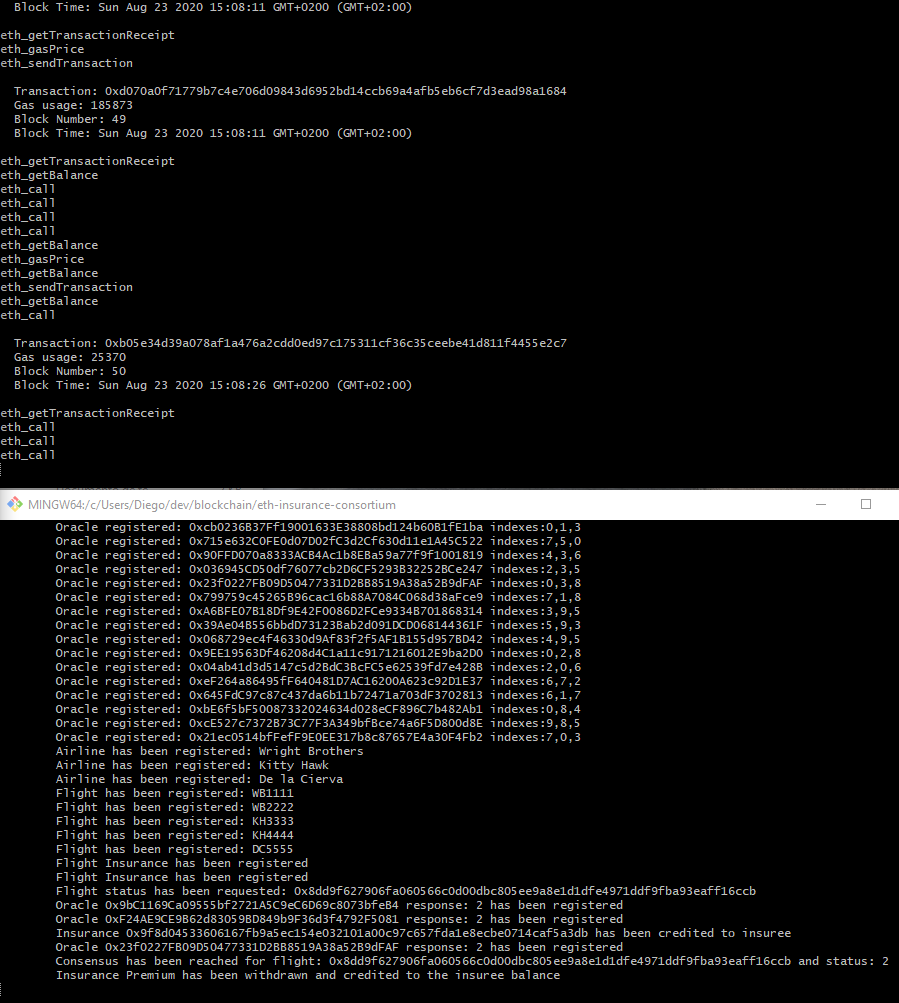 Block Time: Sun Aug 23 2020 15:08:11 GMT+0200 (GMT+02:00)
eth_getTransactionReceipt
eth_gasPrice
eth_sendTransaction
Transaction: 0xd070a0f71779b7c4e706d09843d6952bd14ccb69a4afb5eb6cf7d3ead98a1684
Gas usage: 185873
Block Number: 49
Block Time: Sun Aug 23 2020 15:08:11 GMT+0200 (GMT+02:00)
eth_getTransactionReceipt
eth_getBalance
eth_call
eth_call
eth_call
eth_call
eth_getBalance
eth_gasPrice
eth_getBalance
eth_sendTransaction
eth_getBalance
eth_call
Transaction: 0xb05e34d39a078af1a476a2cdd0ed97c175311cf36c35ceebe41d811f4455e2c7
Gas usage: 25370
Block Number: 50
Block Time: Sun Aug 23 2020 15:08:26 GMT+0200 (GMT+02:00)
eth_getTransactionReceipt
eth_call
eth_call
eth_call
MINGW64:/c/Users/Diego/dev/blockchain/eth-insurance-consortium
Oracle registered: 0xcb0236B37Ff19001633E38808bd124b60B1fE1ba indexes:0,1,3
Oracle registered: 0x715e632C0FE0d07D02fC3d2Cf630d11e1A45C522 indexes:7,5,0
Oracle registered: 0x90FFD070a8333ACB4Ac1b8EBa59a77f9f1001819 indexes:4,3,6
Oracle registered: 0x036945CD50df76077cb2D6CF5293B32252BCe247 indexes:2,3,5
Oracle registered: 0x23f0227FB09D50477331D2BB8519A38a52B9dFAF indexes:0,3,8
Oracle registered: 0x799759c45265B96cac16b88A7084C068d38aFce9 indexes:7,1,8
Oracle registered: 0xA6BFE07B18Df9E42F0086D2FCe9334B701868314 indexes:3,9,5
Oracle registered: 0x39Ae04B556bbdD73123Bab2d091DCD068144361F indexes:5,9,3
Oracle registered: 0x068729ec4f46330d9Af83f2f5AF1B155d957BD42 indexes:4,9,5
Oracle registered: 0x9EE19563Df46208d4C1a11c9171216012E9ba2D0 indexes:0,2,8
Oracle registered: 0x04ab41d3d5147c5d2BdC3BcFC5e62539fd7e428B indexes:2,0,6
Oracle registered: 0xeF264a86495fF640481D7AC16200A623c92D1E37 indexes:6,7,2
Oracle registered: 0x645FdC97c87c437da6b11b72471a703dF3702813 indexes:6,1,7
Oracle registered: 0xbE6f5bF50087332024634d028eCF896C7b482Ab1 indexes:0,8,4
Oracle registered: 0xcE527c7372B73C77F3A349bfBce74a6F5D800d8E indexes:9,8,5
Oracle registered: 0x21ec0514bfFefF9E0EE317b8c87657E4a30F4Fb2 indexes:7,0,3
Airline has been registered: Wright Brothers
Airline has been registered: Kitty Hawk
Airline has been registered: De la Cierva
Flight has been registered: WB1111
Flight has been registered: WB2222
Flight has been registered: KH3333
Flight has been registered: KH4444
Flight has been registered: DC5555
Flight Insurance has been registered
Flight Insurance has been registered
Flight status has been requested: 0x8dd9f627906fa060566c0d00dbc805ee9a8e1d1dfe4971ddf9fba93eaff16ccb
Oracle 0x9bC1169Ca09555bf2721A5C9eC6D69c8073bfeB4 response: 2 has been registered
Oracle 0xF24AE9CE9B62d83059BD849b9F36d3f4792F5081 response: 2 has been registered
Insurance 0x9f8d04533606167fb9a5ec154e032101a00c97c657fda1e8ecbe0714caf5a3db has been credited to insuree
Oracle 0x23f0227FB09D50477331D2BB8519A38a52B9dFAF response: 2 has been registered
Consensus has been reached for flight: 0x8dd9f627906fa060566c0d00dbc805ee9a8e1d1dfe4971ddf9fba93eaff16ccb and status: 2
Insurance Premium has been withdrawn and credited to the insuree balance